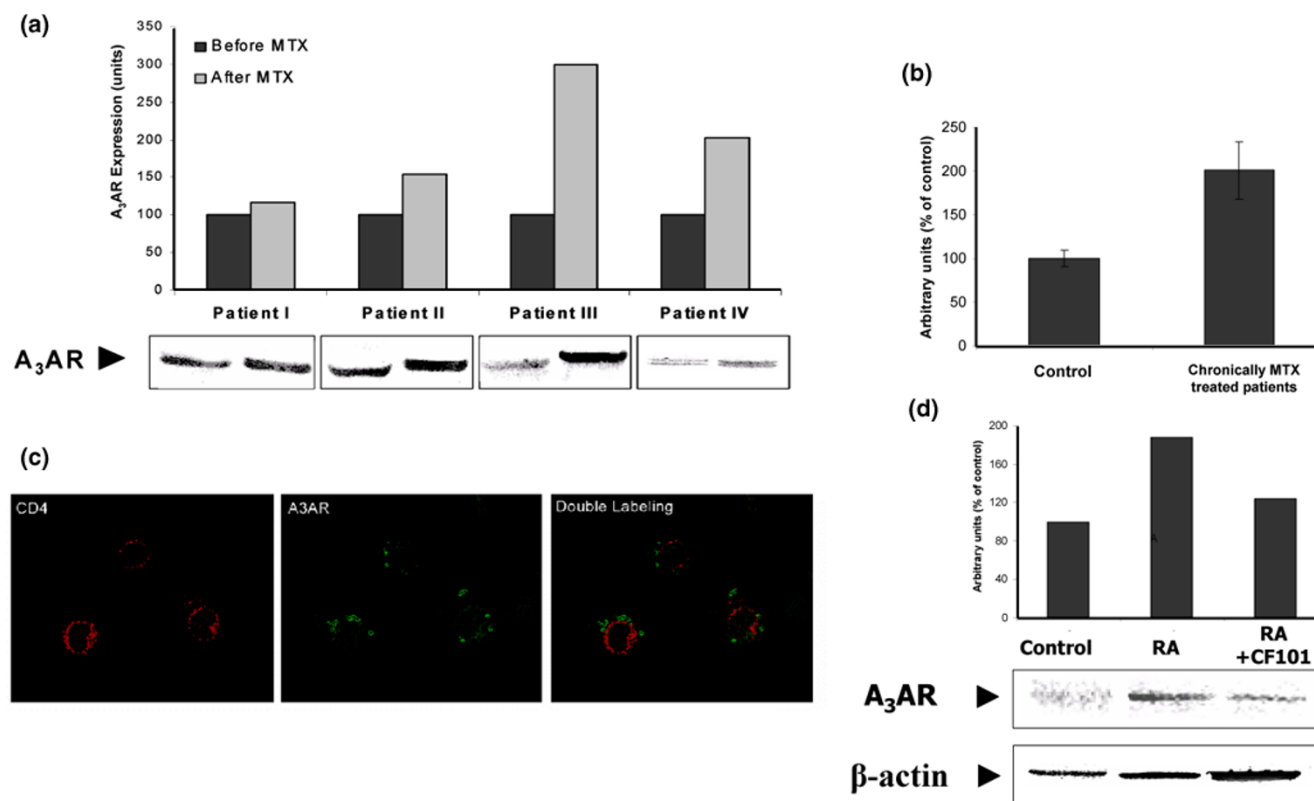 (a)
A₃AR Expression (units)
350
300
250
200
150
100
50
0
Before MTX
After MTX
Patient I
Patient II
Patient III
Patient IV
A₃AR
(b)
Arbitrary units (% of control)
250
200
150
100
50
0
Control
Chronically MTX
treated patients
(c)
CD4
A3AR
Double Labeling
(d)
Arbitrary units (% of control)
200
160
120
80
40
0
A
Control
RA
RA
+CF101
A₃AR
β-actin